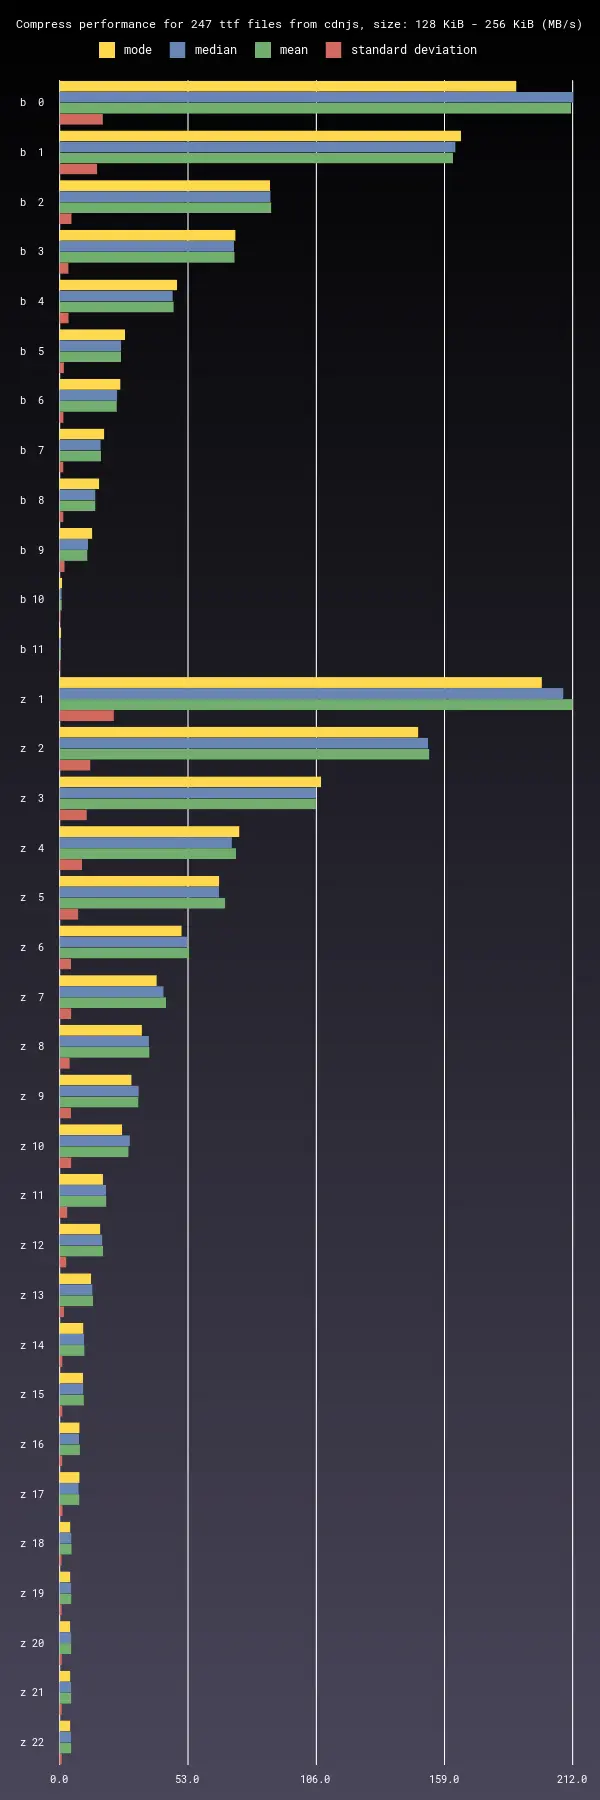 Compress performance for 247 ttf files from cdnjs, size: 128 KiB - 256 KiB (MB/s)
mode median mean standard deviation
b 0
b 1
b 2
b 3
b 4
b 5
b 6
b 7
b 8
b 9
b 10
b 11
z 1
z 2
z 3
z 4
z 5
z 6
z 7
z 8
z 9
z 10
z 11
z 12
z 13
z 14
z 15
z 16
z 17
z 18
z 19
z 20
z 21
z 22
0.0 53.0 106.0 159.0 212.0